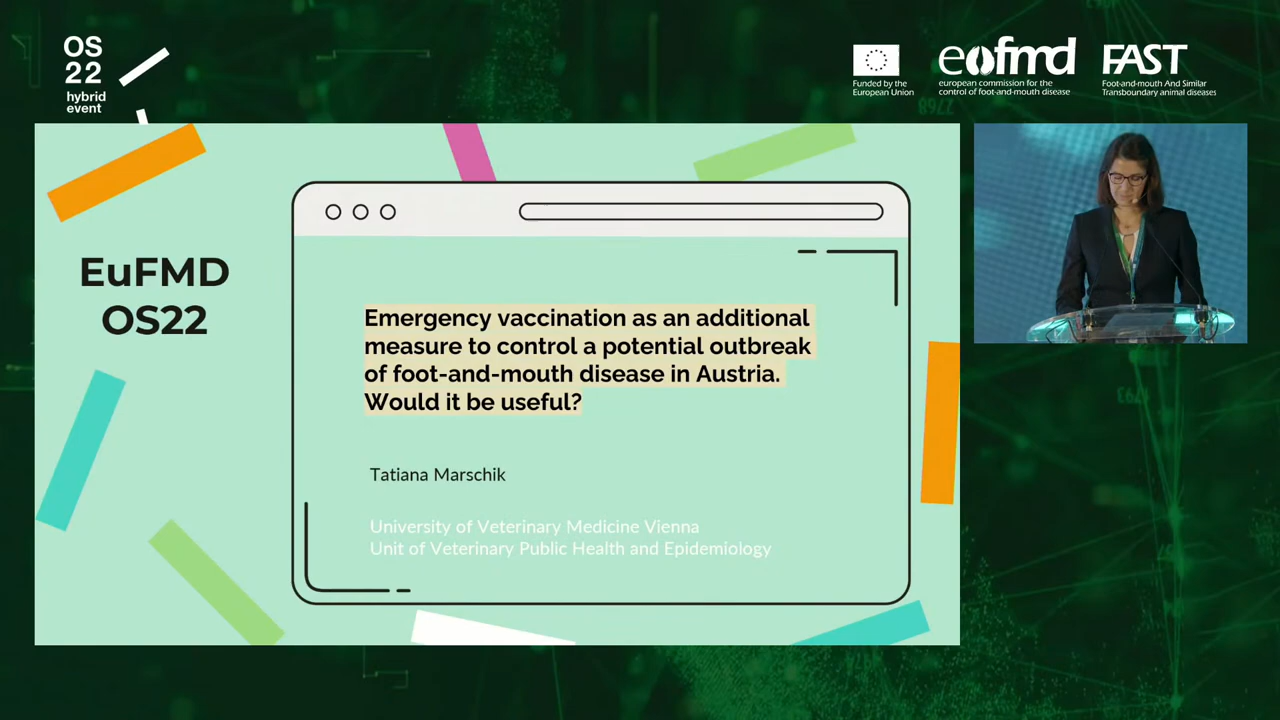 OS
22
hybrid
event
Funded by the
European Union
eofmd
european commission for the
control of foot-and-mouth disease
FAST
Foot-and-mouth And Similar
Transboundary animal diseases
EuFMD
OS22
Emergency vaccination as an additional
measure to control a potential outbreak
of foot-and-mouth disease in Austria.
Would it be useful?
Tatiana Marschik
University of Veterinary Medicine Vienna
Unit of Veterinary Public Health and Epidemiology